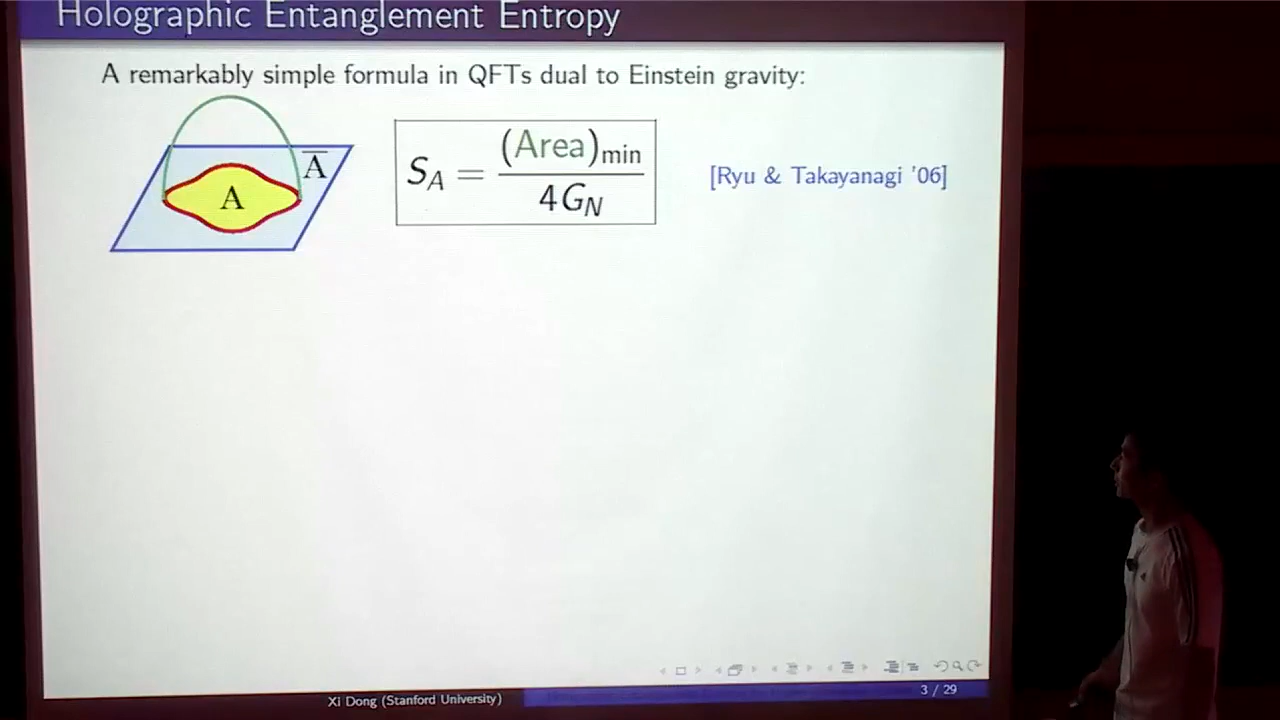 Holographic Entanglement Entropy
A remarkably simple formula in QFTs dual to Einstein gravity:
A̅
A
S_A = (Area)_min / 4G_N
[Ryu & Takayanagi '06]
Xi Dong (Stanford University)
3 / 29